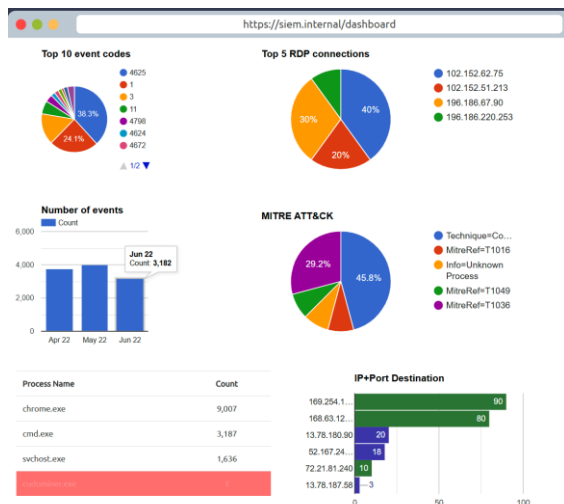 https://siem.internal/dashboard
Top 10 event codes
38.3%
24.1%
4625
1
3
11
4798
4624
4672
1/2
Top 5 RDP connections
40%
20%
30%
102.152.62.75
102.152.51.213
196.186.67.90
196.186.220.253
Number of events
Count
6,000
4,000
2,000
0
Jun 22
Count: 3,182
Apr 22 May 22 Jun 22
MITRE ATT&CK
45.8%
29.2%
Technique=Co...
MitreRef=T1016
Info=Unknown
Process
MitreRef=T1049
MitreRef=T1036
Process Name Count
chrome.exe 9,007
cmd.exe 3,187
svchost.exe 1,636
IP+Port Destination
169.254.1... 90
168.63.12... 80
13.78.180.90 20
52.167.24... 18
72.21.81.240 10
13.78.187.58 3
0 50 100